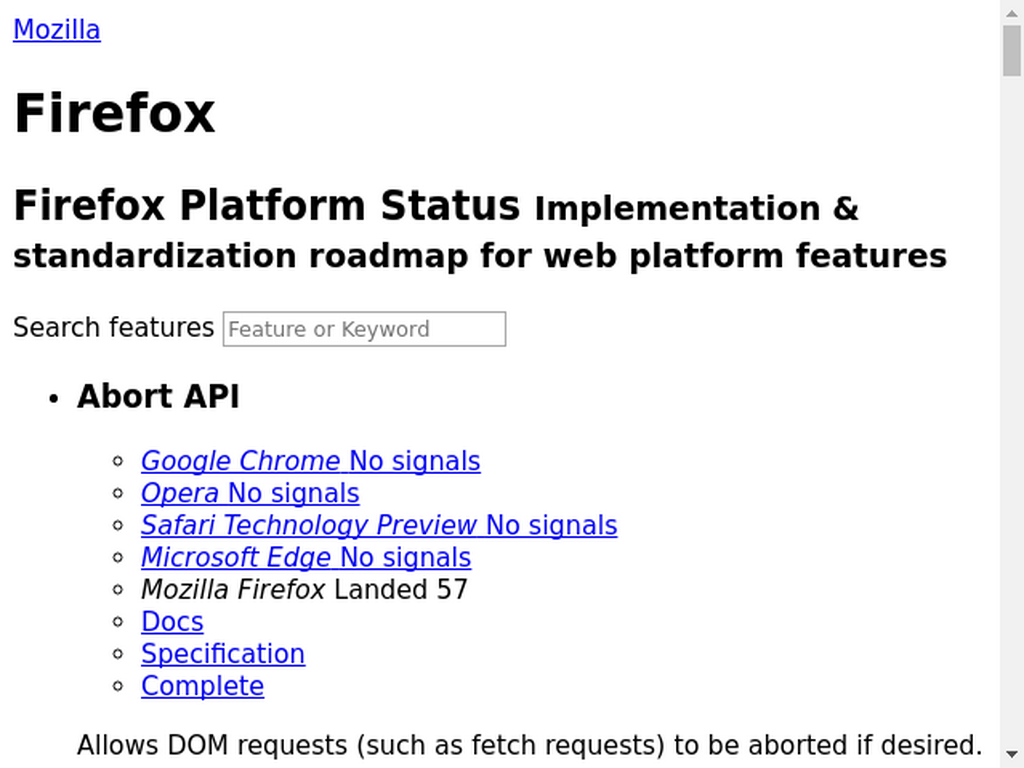 Mozilla
Firefox
Firefox Platform Status Implementation &
standardization roadmap for web platform features
Search features Feature or Keyword
Abort API
Google Chrome No signals
Opera No signals
Safari Technology Preview No signals
Microsoft Edge No signals
Mozilla Firefox Landed 57
Docs
Specification
Complete
Allows DOM requests (such as fetch requests) to be aborted if desired.